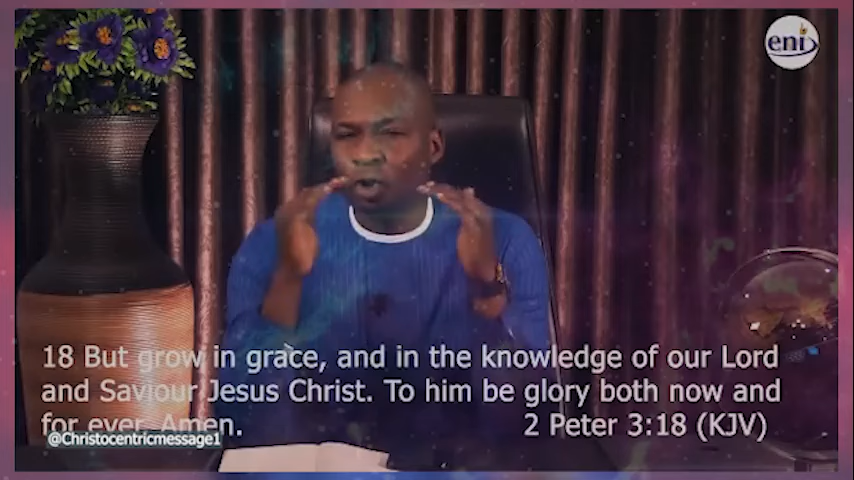 eni
18 But grow in grace, and in the knowledge of our Lord
and Saviour Jesus Christ. To him be glory both now and
for ever. Amen. 2 Peter 3:18 (KJV)
@Christocentricmessage1